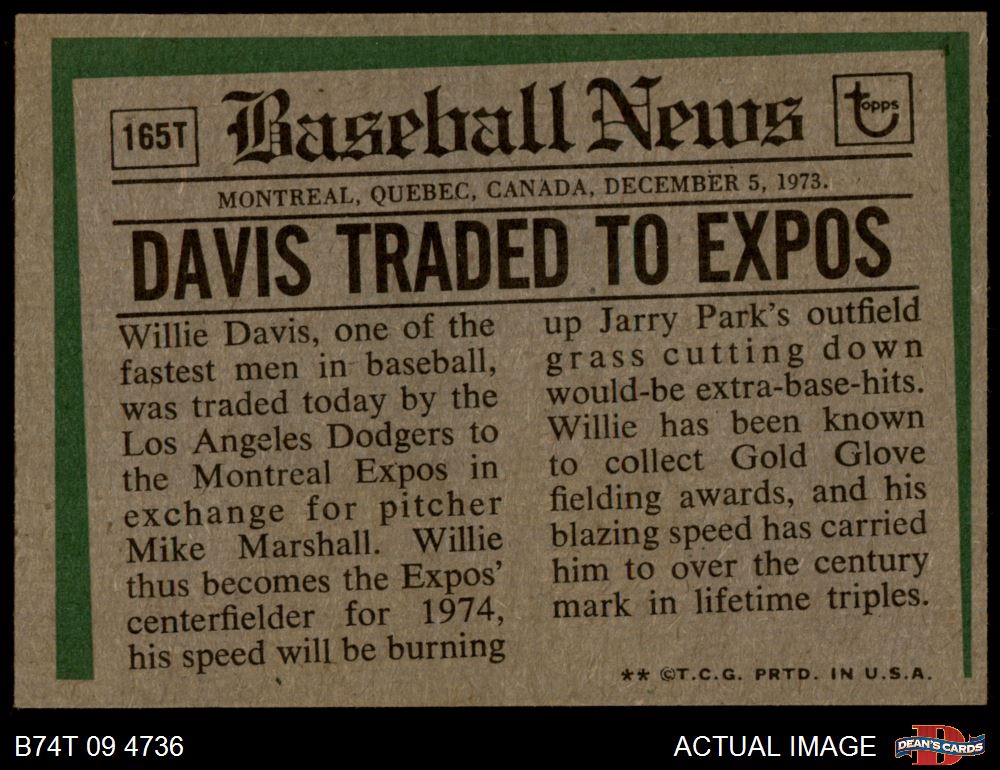 165T
Baseball News
topps
MONTREAL, QUEBEC, CANADA, DECEMBER 5, 1973.
DAVIS TRADED TO EXPOS
Willie Davis, one of the
fastest men in baseball,
was traded today by the
Los Angeles Dodgers to
the Montreal Expos in
exchange for pitcher
Mike Marshall. Willie
thus becomes the Expos'
centerfielder for 1974,
his speed will be burning
up Jarry Park's outfield
grass cutting down
would-be extra-base-hits.
Willie has been known
to collect Gold Glove
fielding awards, and his
blazing speed has carried
him to over the century
mark in lifetime triples.
** ©T.C.G. PRTD. IN U.S.A.
B74T 09 4736
ACTUAL IMAGE
DEAN'S CARDS